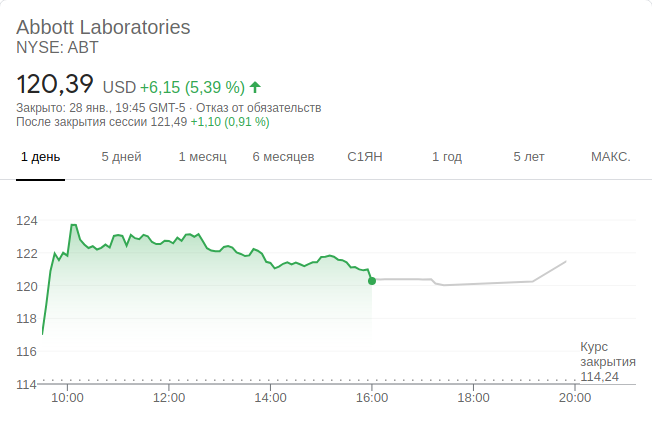 Abbott Laboratories
NYSE: ABT
120,39 USD +6,15 (5,39 %)
Закрыто: 28 янв., 19:45 GMT-5 · Отказ от обязательств
После закрытия сессии 121,49 +1,10 (0,91 %)
1 день 5 дней 1 месяц 6 месяцев С1ЯН 1 год 5 лет МАКС.
124
122
120
118
116
Курс
закрытия
114,24
114
10:00 12:00 14:00 16:00 18:00 20:00